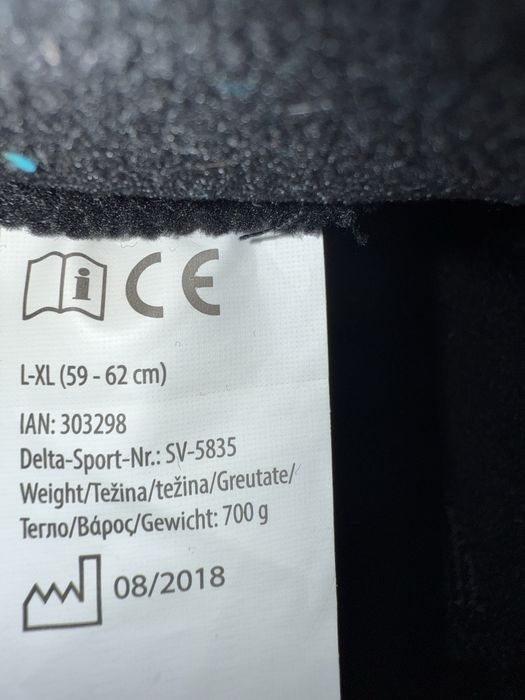 i CE
L-XL (59 - 62 cm)
IAN: 303298
Delta-Sport-Nr.: SV-5835
Weight/Težina/težina/Greutate/
Terno/Βάρος/Gewicht: 700 g
08/2018